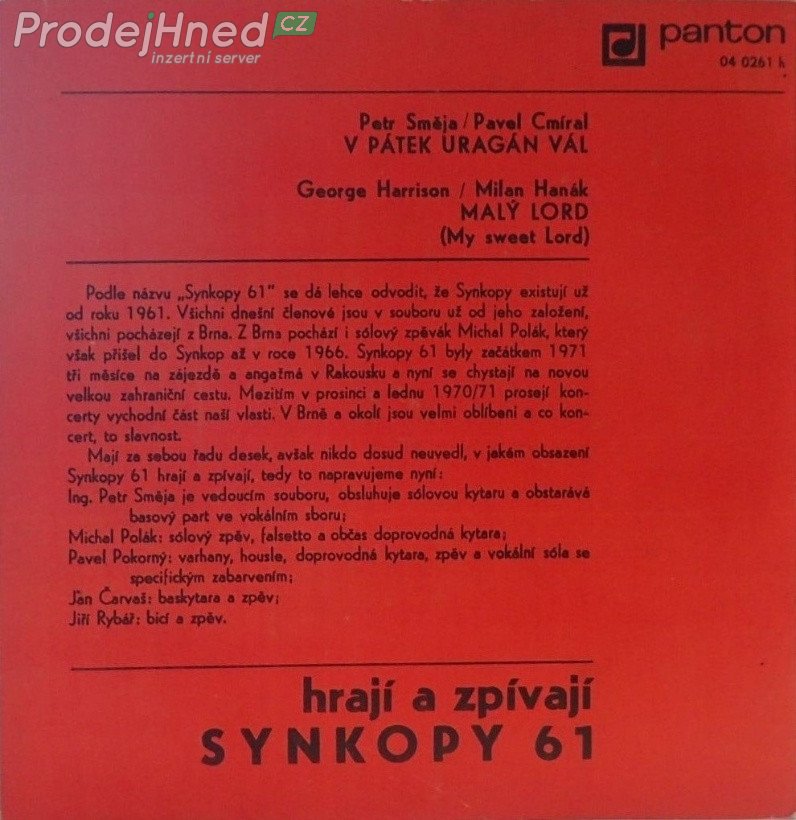 ProdejHned CZ
inzertní server
panton
04 0261 h
Petr Směja / Pavel Cmíral
V PÁTEK URAGÁN VÁL
George Harrison / Milan Hanák
MALÝ LORD
(My sweet Lord)
Podle názvu „Synkopy 61" se dá lehce odvodit, že Synkopy existují už
od roku 1961. Všichni dnešní členové jsou v souboru už od jeho založení,
všichni pocházejí z Brna. Z Brna pochází i sólový zpěvák Michal Polák, který
však přišel do Synkop až v roce 1966. Synkopy 61 byly začátkem 1971
tři měsíce na zájezdě a angažmá v Rakousku a nyní se chystají na novou
velkou zahraniční cestu. Mezitím v prosinci a lednu 1970/71 projejí kon-
certy vychodní část naší vlasti. V Brně a okolí jsou velmi oblíbeni a co kon-
cert, to slavnost.
Mají za sebou řadu desek, avšak nikdo dosud neuvedl, v jakém obsazení
Synkopy 61 hrají a zpívají, tedy to napravujeme nyní:
Ing. Petr Směja je vedoucím souboru, obsluhuje sólovou kytaru a obstarává
basový part ve vokálním sboru;
Michal Polák: sólový zpěv, falsetto a občas doprovodná kytara;
Pavel Pokorný: varhany, housle, doprovodná kytara, zpěv a vokální sóla se
specifickým zabarvením;
Jan Čarvaš: baskytara a zpěv;
Jiří Rybář: bicí a zpěv.
hrají a zpívají
SYNKOPY 61